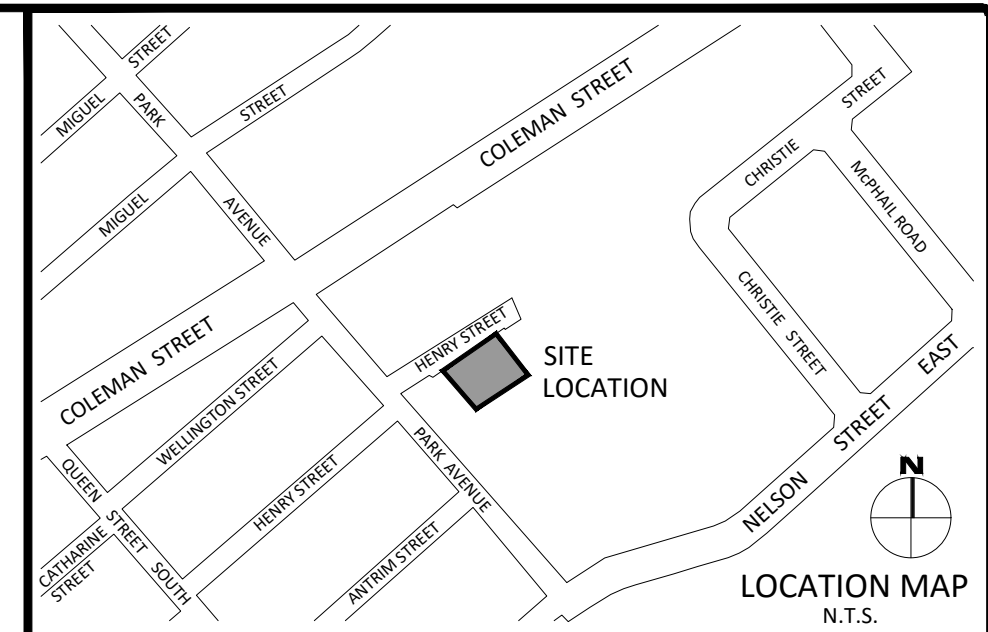 STREET
MIGUEL
PARK
STREET
COLEMAN STREET
STREET
CHRISTIE
McPHAIL ROAD
MIGUEL
AVENUE
COLEMAN STREET
HENRY STREET
CHRISTIE STREET
SITE
LOCATION
WELLINGTON STREET
EAST
STREET
NELSON
PARK AVENUE
QUEEN
STREET
SOUTH
HENRY STREET
CATHARINE
STREET
ANTRIM STREET
N
LOCATION MAP
N.T.S.